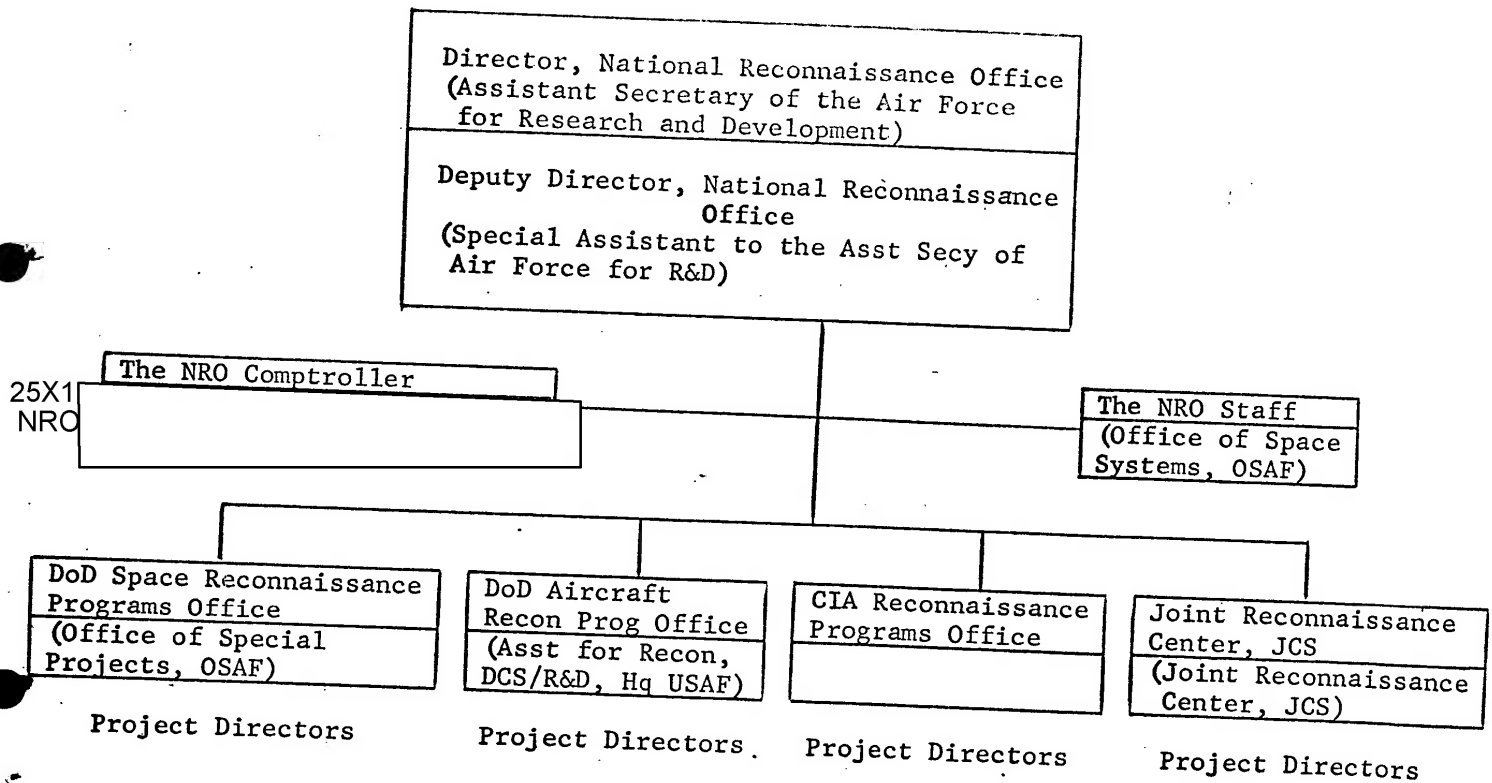 Director, National Reconnaissance Office
(Assistant Secretary of the Air Force
for Research and Development)
Deputy Director, National Reconnaissance
Office
(Special Assistant to the Asst Secy of
Air Force for R&D)
The NRO Comptroller
25X1
NRO
The NRO Staff
(Office of Space
Systems, OSAF)
DoD Space Reconnaissance
Programs Office
(Office of Special
Projects, OSAF)
Project Directors
DoD Aircraft
Recon Prog Office
(Asst for Recon,
DCS/R&D, Hq USAF)
Project Directors
CIA Reconnaissance
Programs Office
Project Directors
Joint Reconnaissance
Center, JCS
(Joint Reconnaissance
Center, JCS)
Project Directors